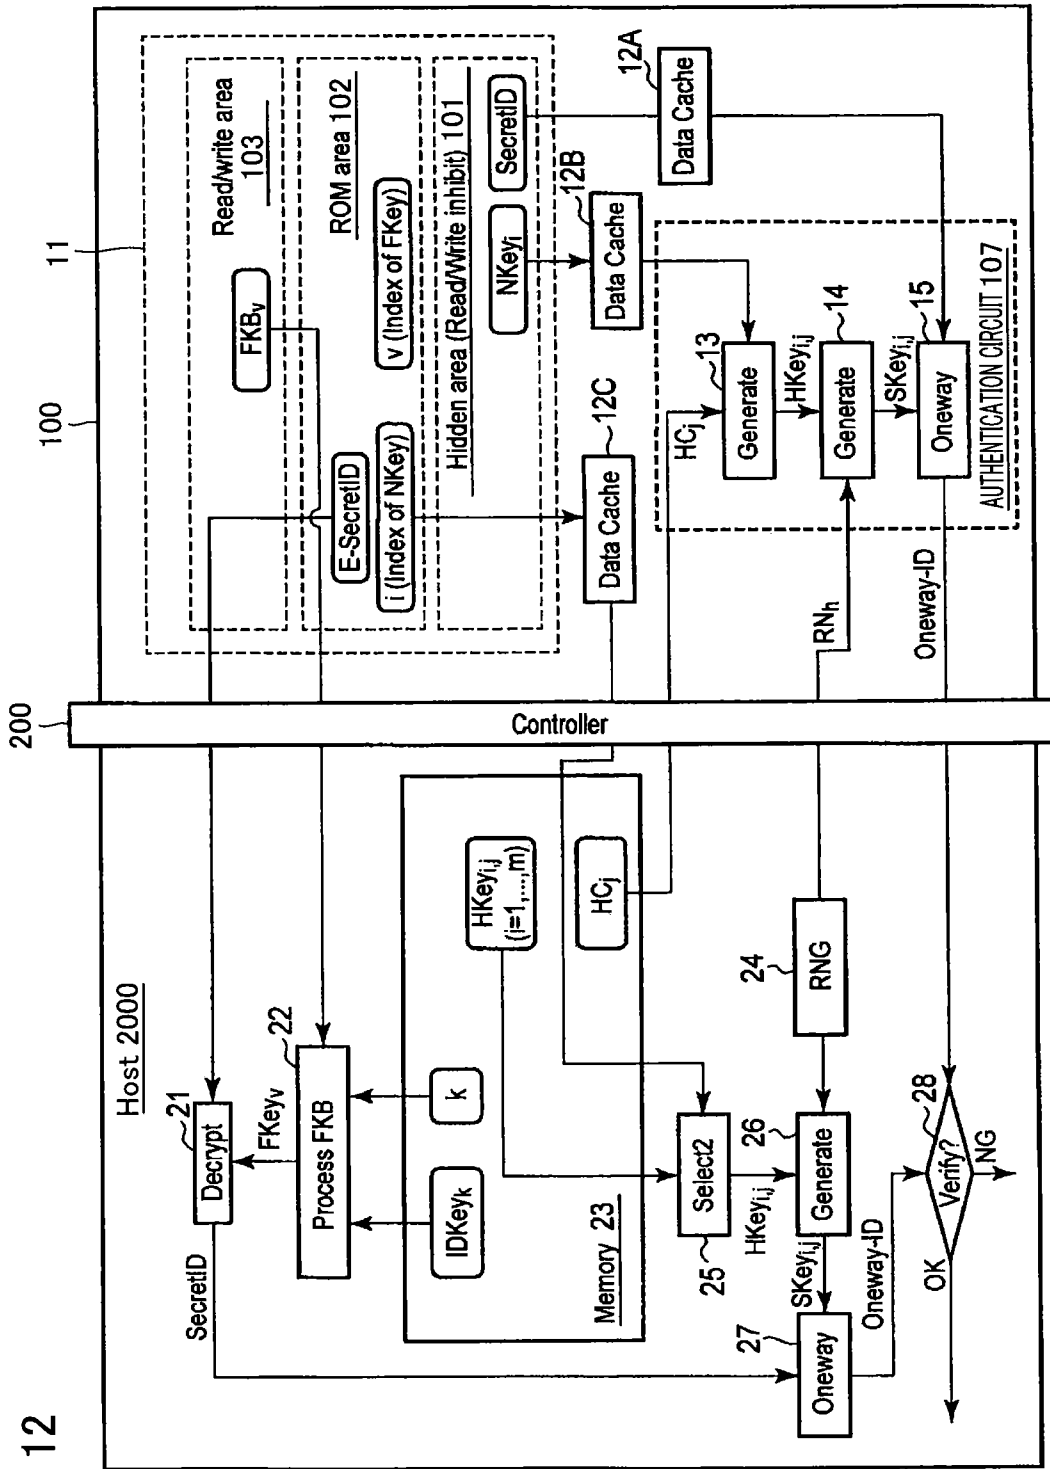 12
Host 2000
200
100
11
Controller
SecretID
21
Decrypt
FKeyv
22
Process FKB
IDKeyk
k
HKeyi,j
(i=1,...,m)
HCj
Memory 23
25
Select2
HKeyi,j
24
RNG
26
Generate
SKeyi,j
27
Oneway
Oneway-ID
28
Verify?
OK
NG
Read/write area
103
FKBv
ROM area 102
E-SecretID
i (Index of NKey)
v (Index of FKey)
Hidden area (Read/Write inhibit) 101
NKeyi
SecretID
12C
Data Cache
12B
Data Cache
12A
Data Cache
HCj
13
Generate
HKeyi,j
14
Generate
SKeyi,j
15
Oneway
AUTHENTICATION CIRCUIT 107
RNh
Oneway-ID